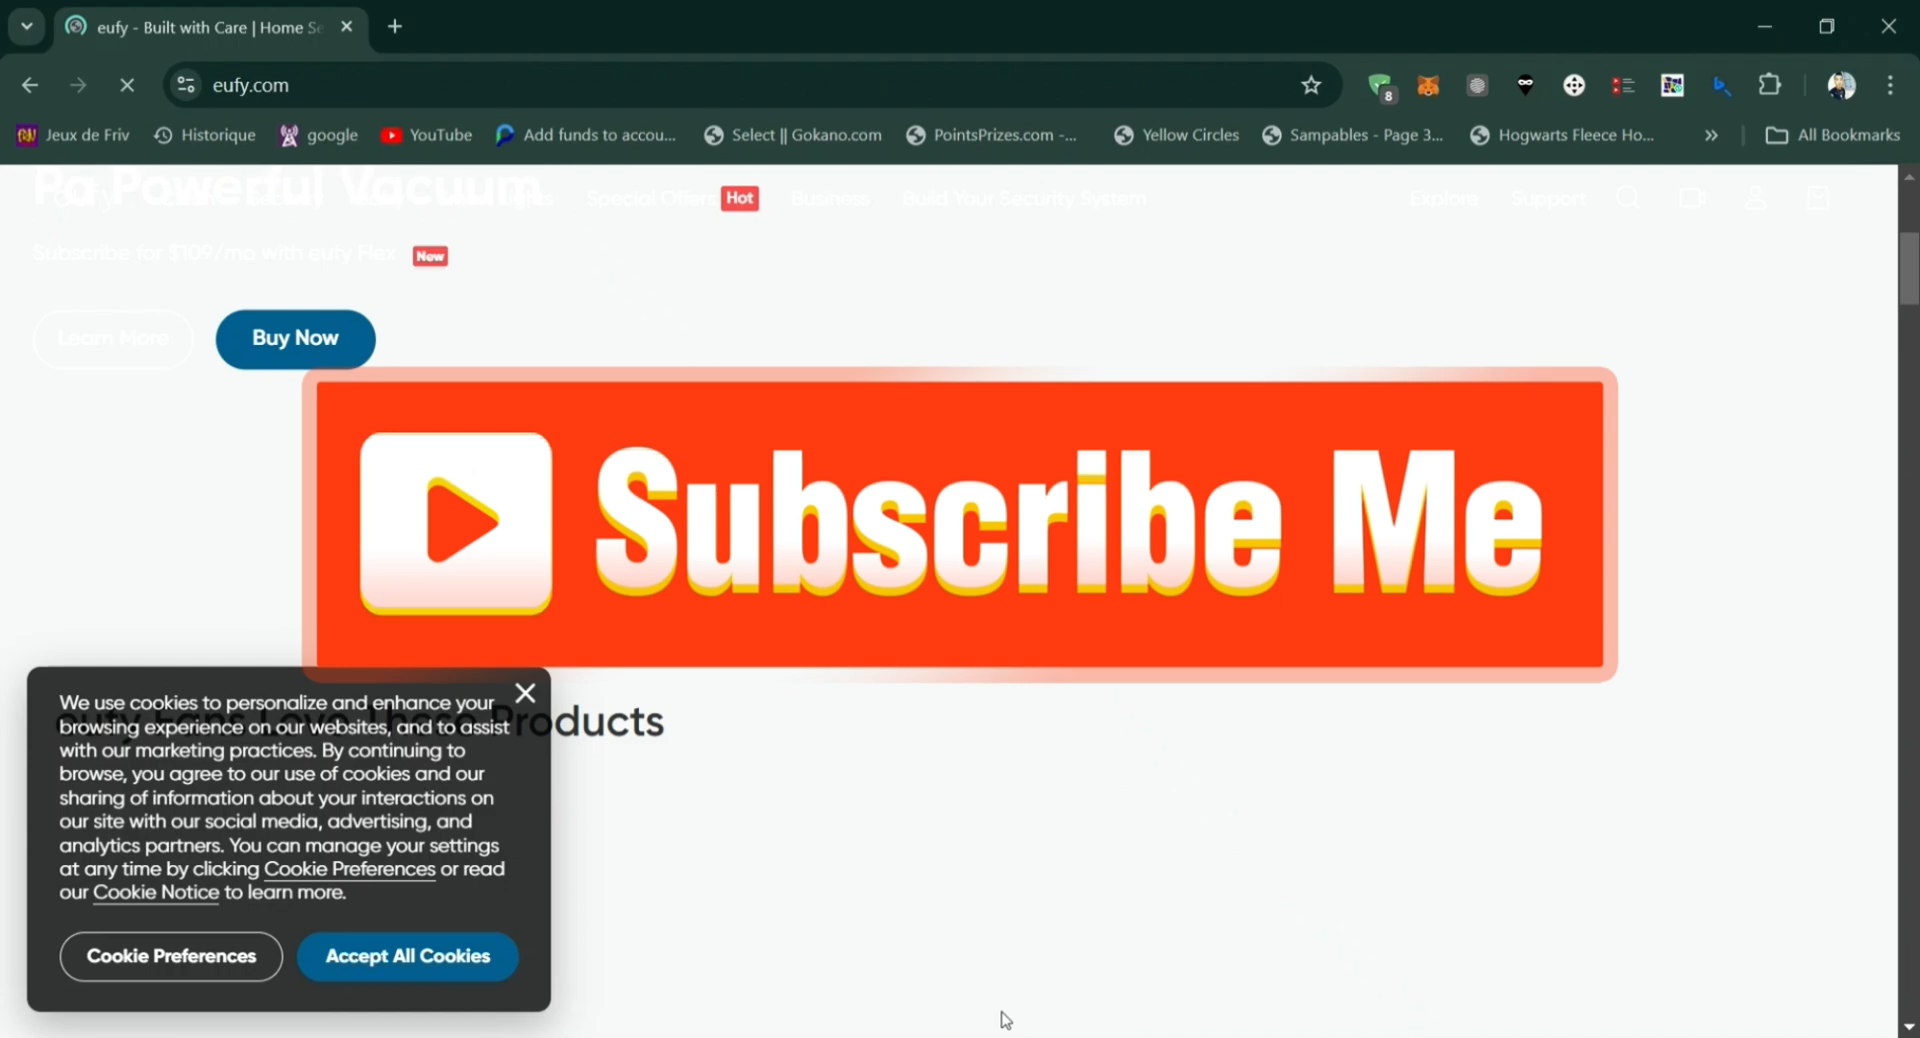 eufy - Built with Care | Home Se
eufy.com
8
Jeux de Friv
Historique
google
YouTube
Add funds to accou...
Select || Gokano.com
PointsPrizes.com -...
Yellow Circles
Sampables - Page 3...
Hogwarts Fleece Ho...
»
All Bookmarks
Powerful Vacuum
Special Offers
Hot
Business
Build Your Security System
Explore
Support
Subscribe for $109/mo with eufy Flex
New
Learn More
Buy Now
Subscribe Me
eufy Fans Love These Products
We use cookies to personalize and enhance your
browsing experience on our websites, and to assist
with our marketing practices. By continuing to
browse, you agree to our use of cookies and our
sharing of information about your interactions on
our site with our social media, advertising, and
analytics partners. You can manage your settings
at any time by clicking Cookie Preferences or read
our Cookie Notice to learn more.
Cookie Preferences
Accept All Cookies